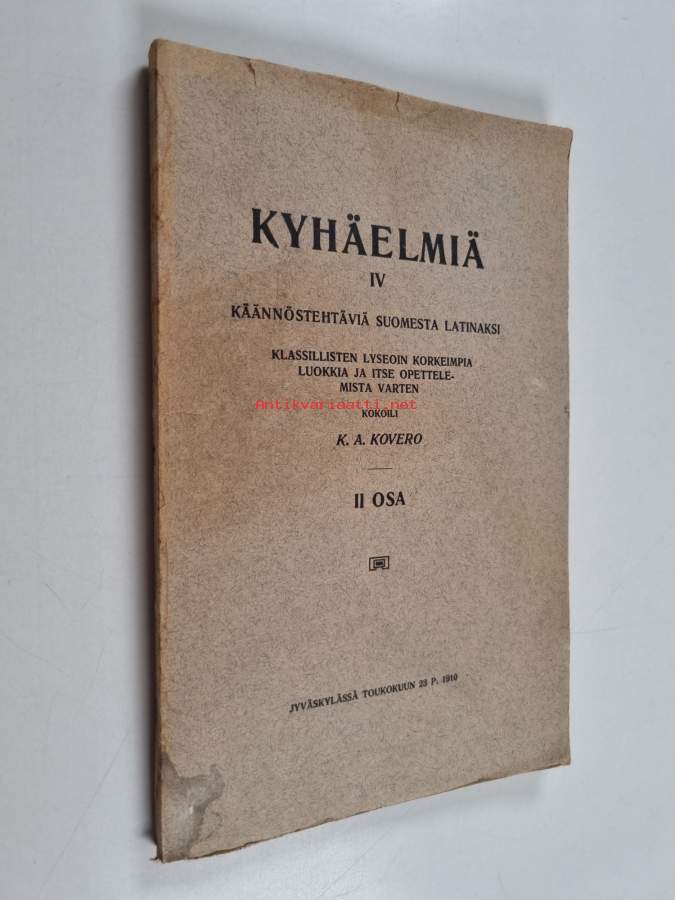 KYHÄELMIÄ
IV
KÄÄNNÖSTEHTÄVIÄ SUOMESTA LATINAKSI
KLASSILLISTEN LYSEOIN KORKEIMPIA
LUOKKIA JA ITSE OPETTELE-
MISTA VARTEN
Antikvariaatti.net
KOKOILI
K. A. KOVERO
II OSA
JYVÄSKYLÄSSÄ TOUKOKUUN 23 P. 1910